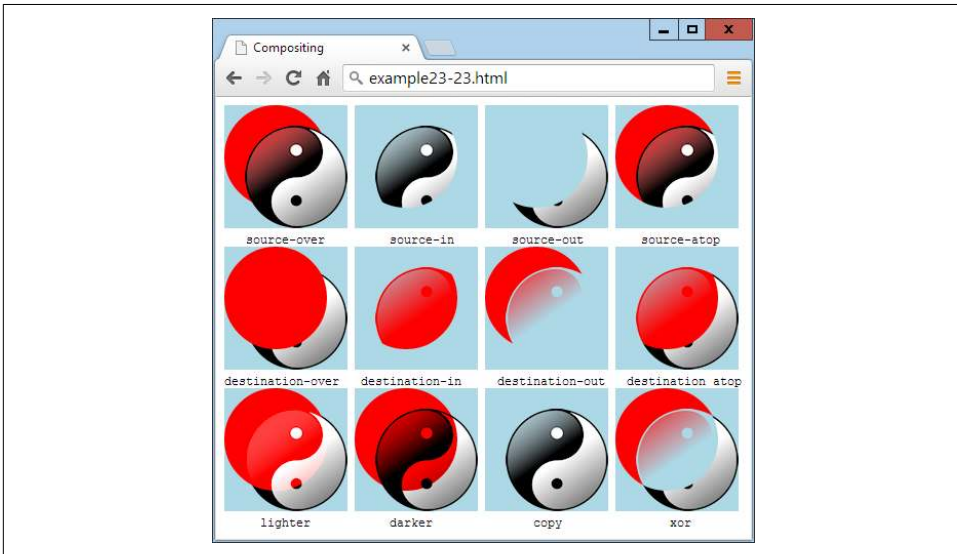 Compositing
example23-23.html
source-over source-in source-out source-atop
destination-over destination-in destination-out destination atop
lighter darker copy xor